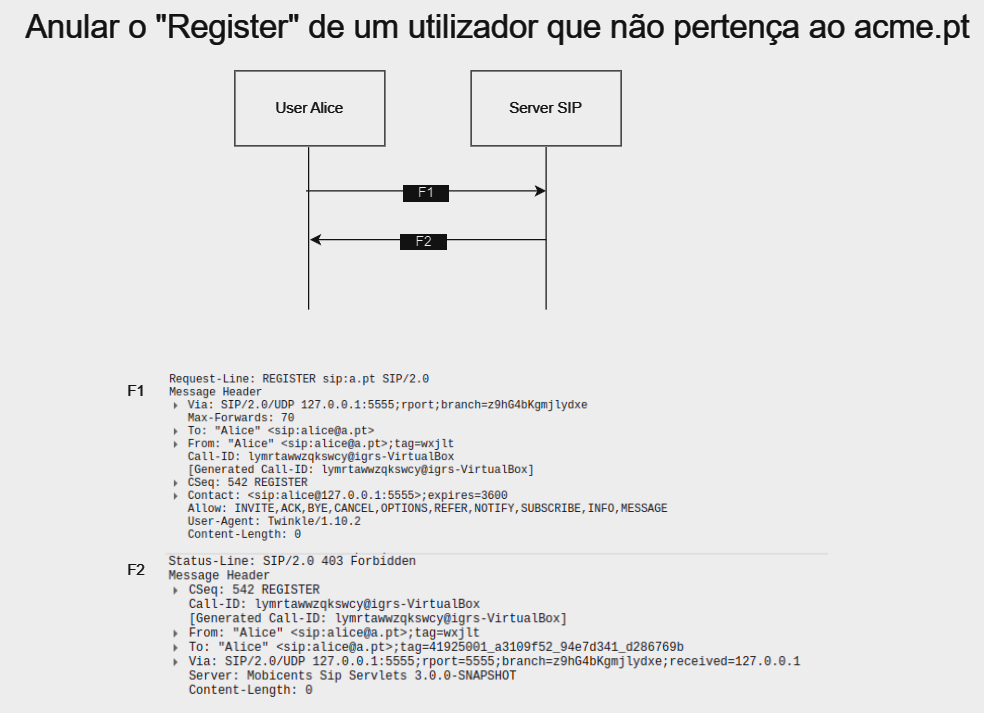 Anular o "Register" de um utilizador que não pertença ao acme.pt
User Alice
Server SIP
F1
F2
F1
Request-Line: REGISTER sip:a.pt SIP/2.0
Message Header
Via: SIP/2.0/UDP 127.0.0.1:5555;rport;branch=z9hG4bKgmjlydxe
Max-Forwards: 70
To: "Alice" <sip:alice@a.pt>
From: "Alice" <sip:alice@a.pt>;tag=wxjlt
Call-ID: lymrtawwzqkswcy@igrs-VirtualBox
[Generated Call-ID: lymrtawwzqkswcy@igrs-VirtualBox]
CSeq: 542 REGISTER
Contact: <sip:alice@127.0.0.1:5555>;expires=3600
Allow: INVITE,ACK,BYE,CANCEL,OPTIONS,REFER,NOTIFY,SUBSCRIBE,INFO,MESSAGE
User-Agent: Twinkle/1.10.2
Content-Length: 0
F2
Status-Line: SIP/2.0 403 Forbidden
Message Header
CSeq: 542 REGISTER
Call-ID: lymrtawwzqkswcy@igrs-VirtualBox
[Generated Call-ID: lymrtawwzqkswcy@igrs-VirtualBox]
From: "Alice" <sip:alice@a.pt>;tag=wxjlt
To: "Alice" <sip:alice@a.pt>;tag=41925001_a3109f52_94e7d341_d286769b
Via: SIP/2.0/UDP 127.0.0.1:5555;rport=5555;branch=z9hG4bKgmjlydxe;received=127.0.0.1
Server: Mobicents Sip Servlets 3.0.0-SNAPSHOT
Content-Length: 0